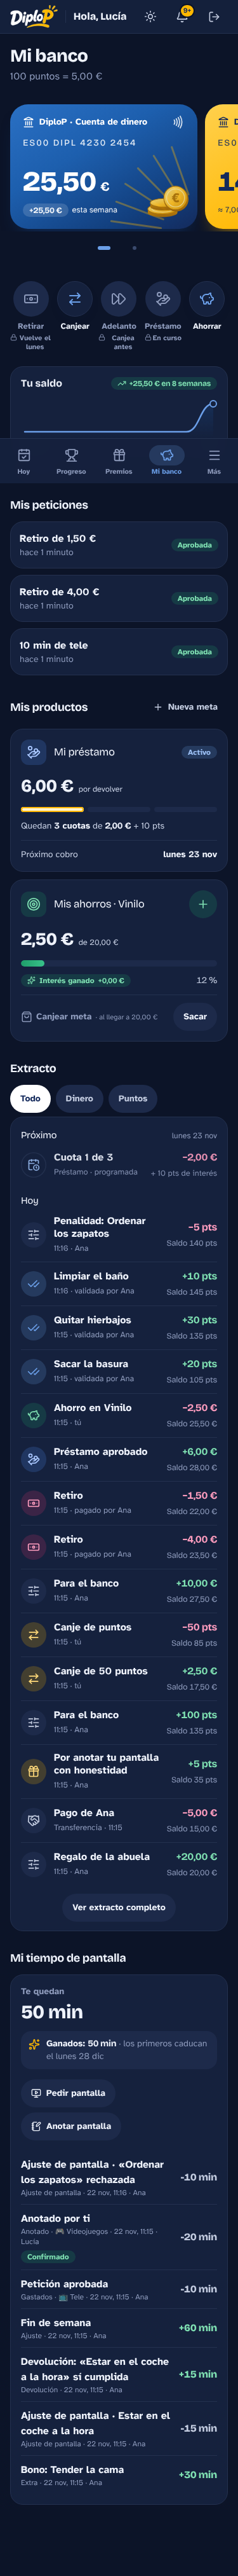 Diplo
Hola, Lucía
9+
Mi banco
100 puntos = 5,00 €
DiploP · Cuenta de dinero
ES00 DIPL 4230 2454
25,50 €
+25,50 € esta semana
€
Retirar
Canjear
Adelanto
Préstamo
Ahorrar
Vuelve el lunes
Canjea antes
En curso
Tu saldo
+25,50 € en 8 semanas
Hoy
Progreso
Premios
Mi banco
Más
Mis peticiones
Retiro de 1,50 €
hace 1 minuto
Aprobada
Retiro de 4,00 €
hace 1 minuto
Aprobada
10 min de tele
hace 1 minuto
Aprobada
Mis productos
+ Nueva meta
Mi préstamo
Activo
6,00 € por devolver
Quedan 3 cuotas de 2,00 € + 10 pts
Próximo cobro
lunes 23 nov
Mis ahorros · Vinilo
2,50 € de 20,00 €
Interés ganado +0,00 €
12 %
Canjear meta · al llegar a 20,00 €
Sacar
Extracto
Todo
Dinero
Puntos
Próximo
lunes 23 nov
Cuota 1 de 3
−2,00 €
Préstamo · programada
+ 10 pts de interés
Hoy
Penalidad: Ordenar los zapatos
−5 pts
11:16 · Ana
Saldo 140 pts
Limpiar el baño
+10 pts
11:16 · validada por Ana
Saldo 145 pts
Quitar hierbajos
+30 pts
11:15 · validada por Ana
Saldo 135 pts
Sacar la basura
+20 pts
11:15 · validada por Ana
Saldo 105 pts
Ahorro en Vinilo
−2,50 €
11:15 · tú
Saldo 25,50 €
Préstamo aprobado
+6,00 €
11:15 · Ana
Saldo 28,00 €
Retiro
−1,50 €
11:15 · pagado por Ana
Saldo 22,00 €
Retiro
−4,00 €
11:15 · pagado por Ana
Saldo 23,50 €
Para el banco
+10,00 €
11:15 · Ana
Saldo 27,50 €
Canje de puntos
−50 pts
11:15 · tú
Saldo 85 pts
Canje de 50 puntos
+2,50 €
11:15 · tú
Saldo 17,50 €
Para el banco
+100 pts
11:15 · Ana
Saldo 135 pts
Por anotar tu pantalla con honestidad
+5 pts
11:15 · Ana
Saldo 35 pts
Pago de Ana
−5,00 €
Transferencia · 11:15
Saldo 15,00 €
Regalo de la abuela
+20,00 €
11:15 · Ana
Saldo 20,00 €
Ver extracto completo
Mi tiempo de pantalla
Te quedan
50 min
Ganados: 50 min · los primeros caducan el lunes 28 dic
Pedir pantalla
Anotar pantalla
Ajuste de pantalla · «Ordenar los zapatos» rechazada
-10 min
Ajuste de pantalla · 22 nov, 11:16 · Ana
Anotado por ti
-20 min
Anotado · 🎮 Videojuegos · 22 nov, 11:15 · Lucía
Confirmado
Petición aprobada
-10 min
Gastados · 📺 Tele · 22 nov, 11:15 · Ana
Fin de semana
+60 min
Ajuste · 22 nov, 11:15 · Ana
Devolución: «Estar en el coche a la hora» sí cumplida
+15 min
Devolución · 22 nov, 11:15 · Ana
Ajuste de pantalla · Estar en el coche a la hora
-15 min
Ajuste de pantalla · 22 nov, 11:15 · Ana
Bono: Tender la cama
+30 min
Extra · 22 nov, 11:15 · Ana